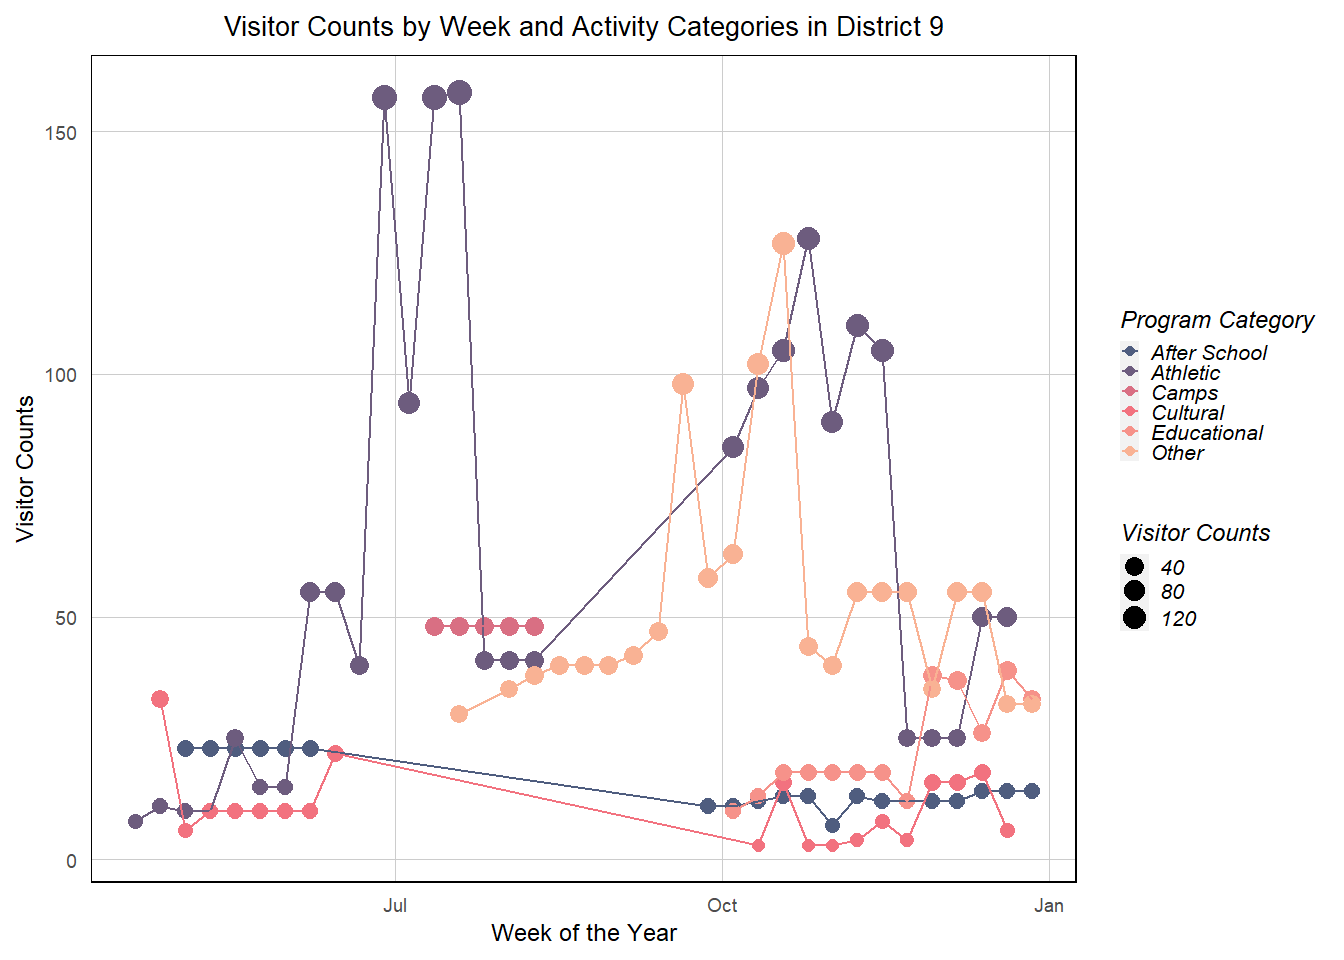 Visitor Counts by Week and Activity Categories in District 9
Visitor Counts
150
100
50
0
Jul
Oct
Jan
Week of the Year
Program Category
After School
Athletic
Camps
Cultural
Educational
Other
Visitor Counts
40
80
120